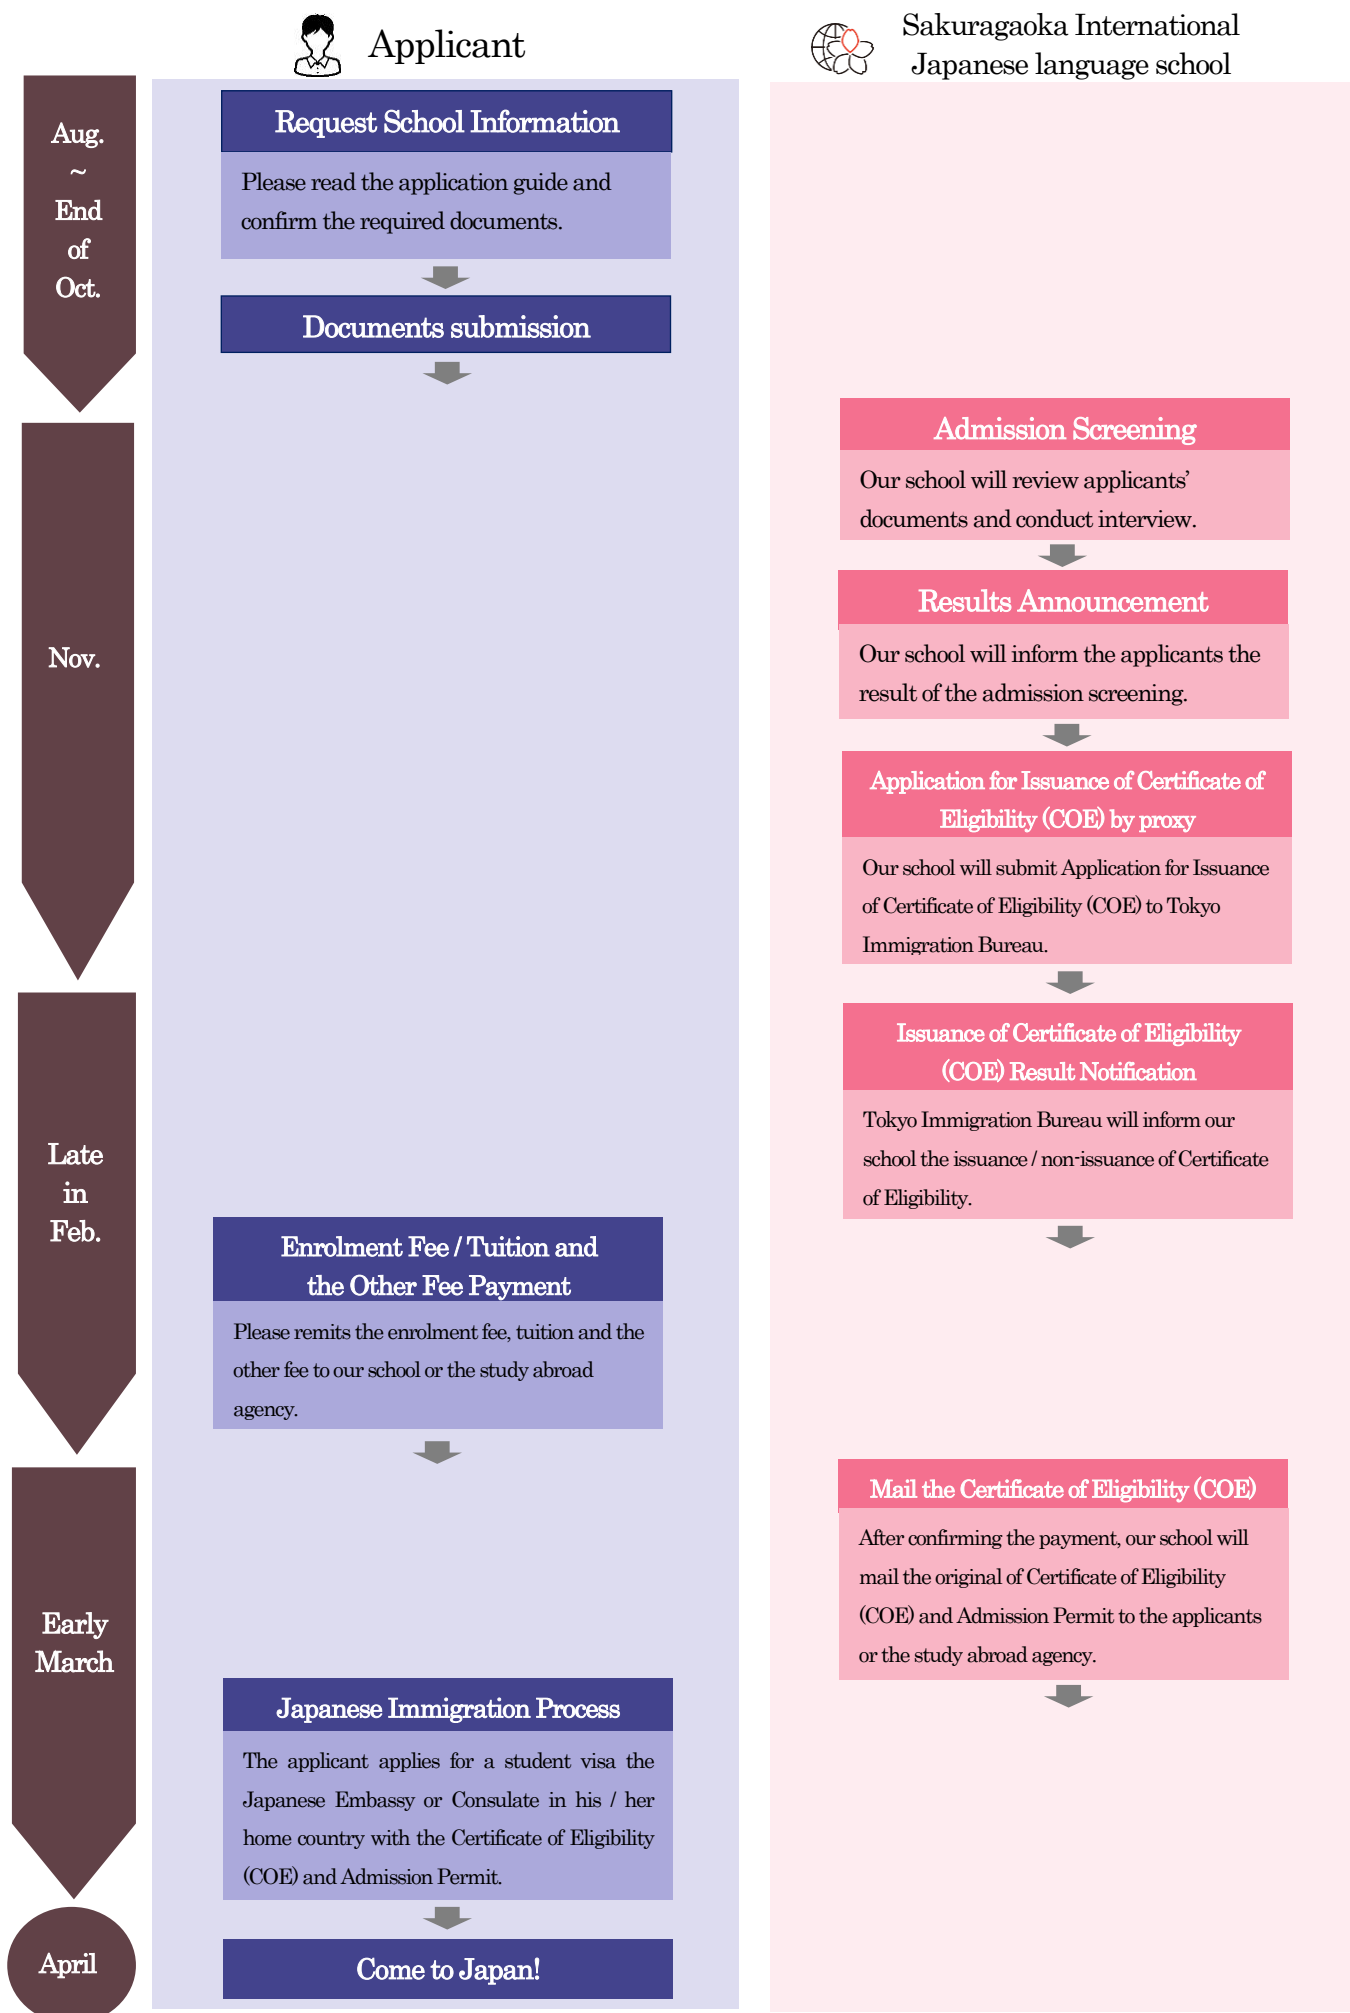 Applicant
Sakuragaoka International
Japanese language school
Aug.
~
End
of
Oct.
Request School Information
Please read the application guide and
confirm the required documents.
Documents submission
Nov.
Admission Screening
Our school will review applicants’
documents and conduct interview.
Results Announcement
Our school will inform the applicants the
result of the admission screening.
Application for Issuance of Certificate of
Eligibility (COE) by proxy
Our school will submit Application for Issuance
of Certificate of Eligibility (COE) to Tokyo
Immigration Bureau.
Late
in
Feb.
Issuance of Certificate of Eligibility
(COE) Result Notification
Tokyo Immigration Bureau will inform our
school the issuance / non-issuance of Certificate
of Eligibility.
Enrolment Fee / Tuition and
the Other Fee Payment
Please remits the enrolment fee, tuition and the
other fee to our school or the study abroad
agency.
Early
March
Mail the Certificate of Eligibility (COE)
After confirming the payment, our school will
mail the original of Certificate of Eligibility
(COE) and Admission Permit to the applicants
or the study abroad agency.
Japanese Immigration Process
The applicant applies for a student visa the
Japanese Embassy or Consulate in his / her
home country with the Certificate of Eligibility
(COE) and Admission Permit.
April
Come to Japan!